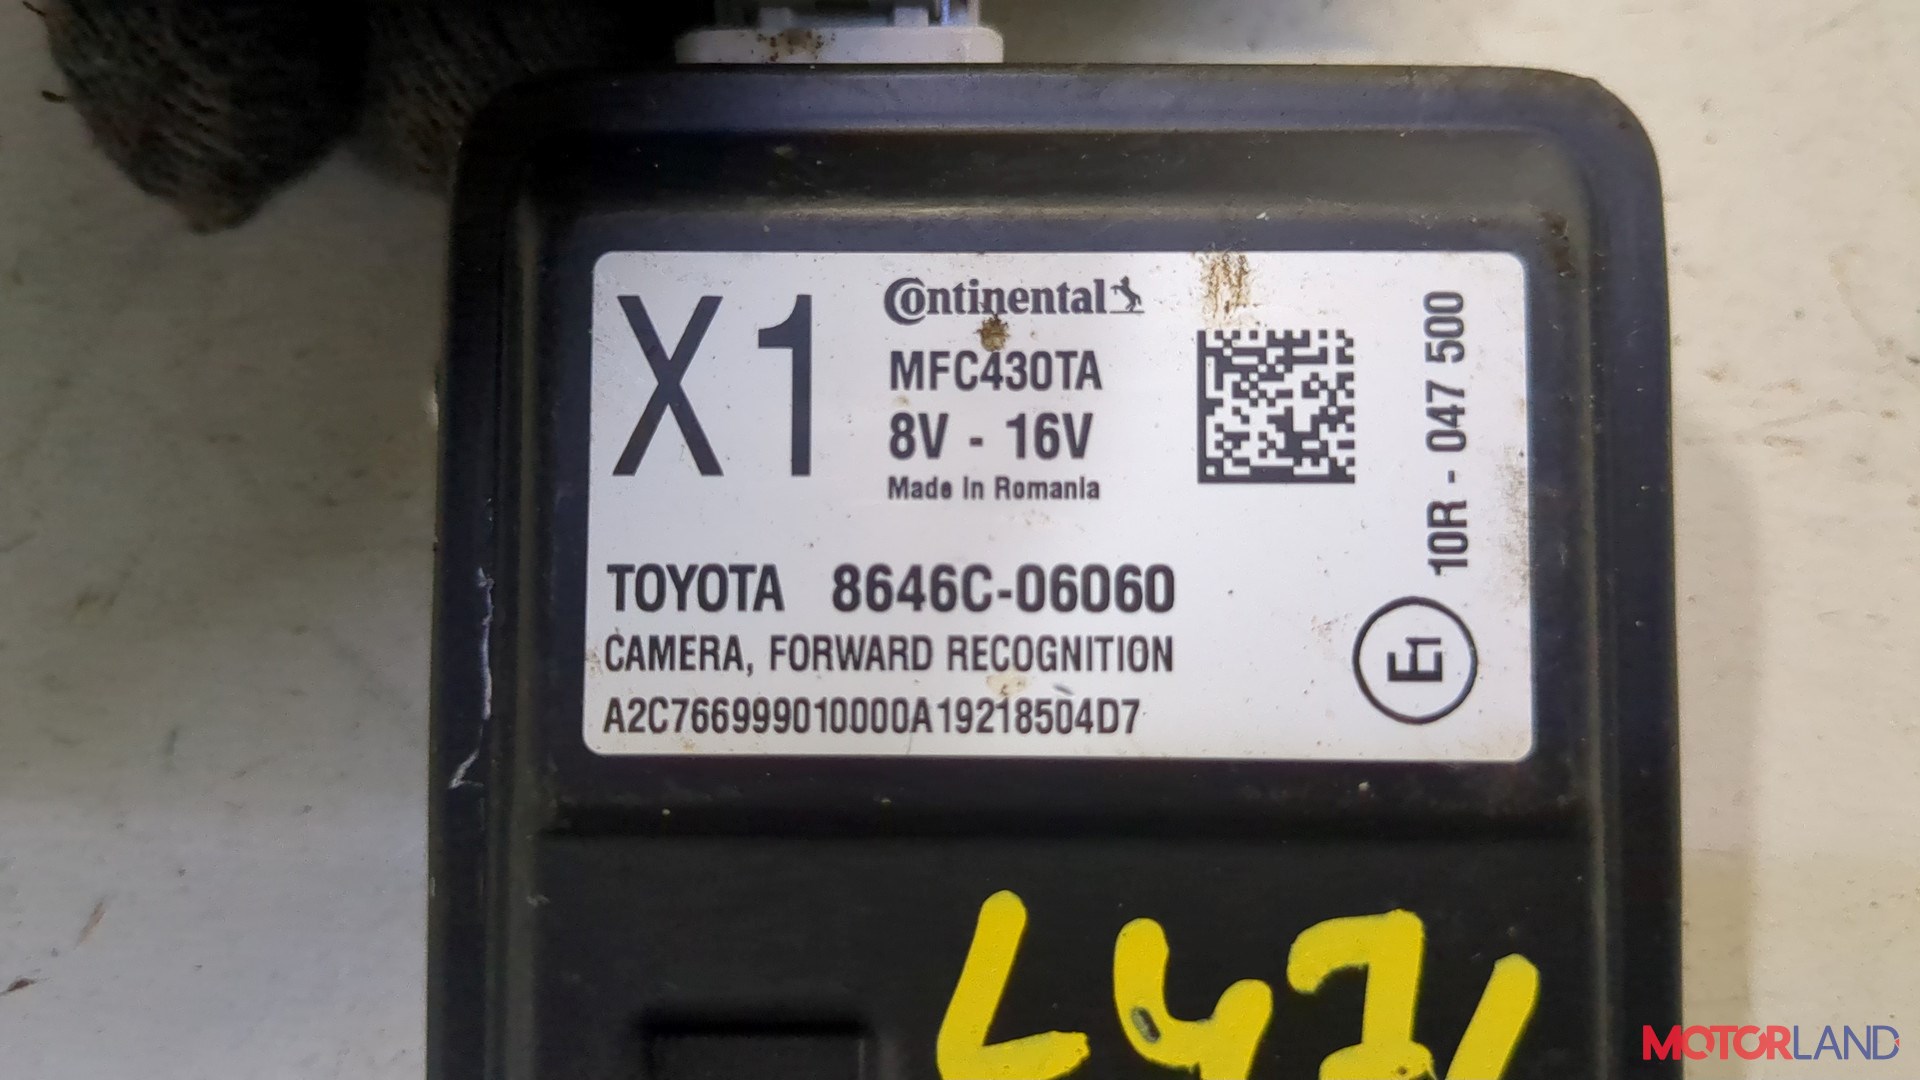 X1
Continental
MFC430TA
8V - 16V
Made In Romania
10R - 047 500
E1
TOYOTA 8646C-06060
CAMERA, FORWARD RECOGNITION
A2C766999010000A19218504D7
MOTORLAND